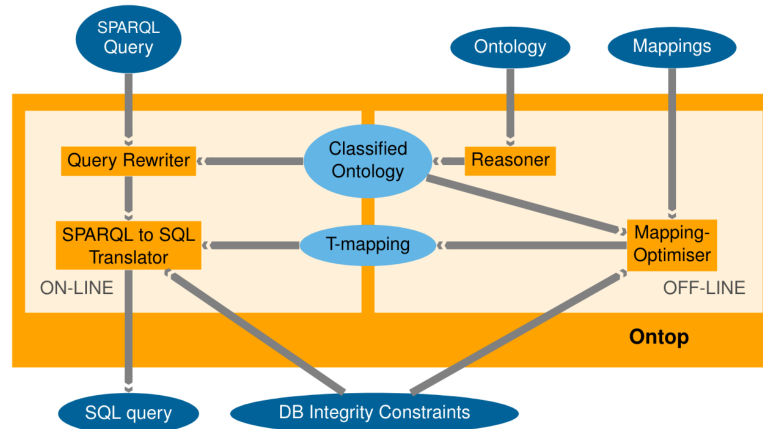 SPARQL
Query
Ontology
Mappings
Query Rewriter
Classified
Ontology
Reasoner
SPARQL to SQL
Translator
T-mapping
Mapping-
Optimiser
ON-LINE
OFF-LINE
Ontop
SQL query
DB Integrity Constraints